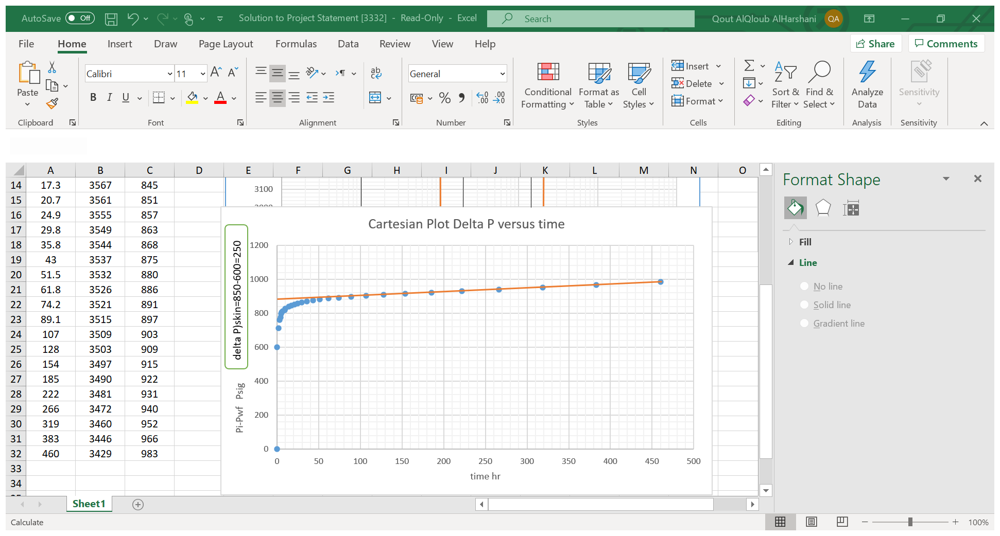 AutoSave Off Solution to Project Statement [3332] - Read-Only - Excel Search Qout AlQloub AlHarshani QA
File Home Insert Draw Page Layout Formulas Data Review View Help Share Comments
Paste
Clipboard
Calibri 11
A A
B I U A
Font
ab
c
Alignment
General
% 9
.00 .00
.00 .0
Number
Conditional Formatting
Format as Table
Cell Styles
Styles
Insert
Delete
Format
Cells
Sort & Filter
Find & Select
Editing
Analyze Data
Analysis
Sensitivity
Sensitivity
A B C D E F G H I J K L M N O
14 17.3 3567 845
15 20.7 3561 851
16 24.9 3555 857
17 29.8 3549 863
18 35.8 3544 868
19 43 3537 875
20 51.5 3532 880
21 61.8 3526 886
22 74.2 3521 891
23 89.1 3515 897
24 107 3509 903
25 128 3503 909
26 154 3497 915
27 185 3490 922
28 222 3481 931
29 266 3472 940
30 319 3460 952
31 383 3446 966
32 460 3429 983
33
34
3100
Cartesian Plot Delta P versus time
delta P)skin=850-600=250
Pi-Pwf Psig
1200
1000
800
600
400
200
0
0 50 100 150 200 250 300 350 400 450 500
time hr
Format Shape
Fill
Line
No line
Solid line
Gradient line
Sheet1
Calculate
100%